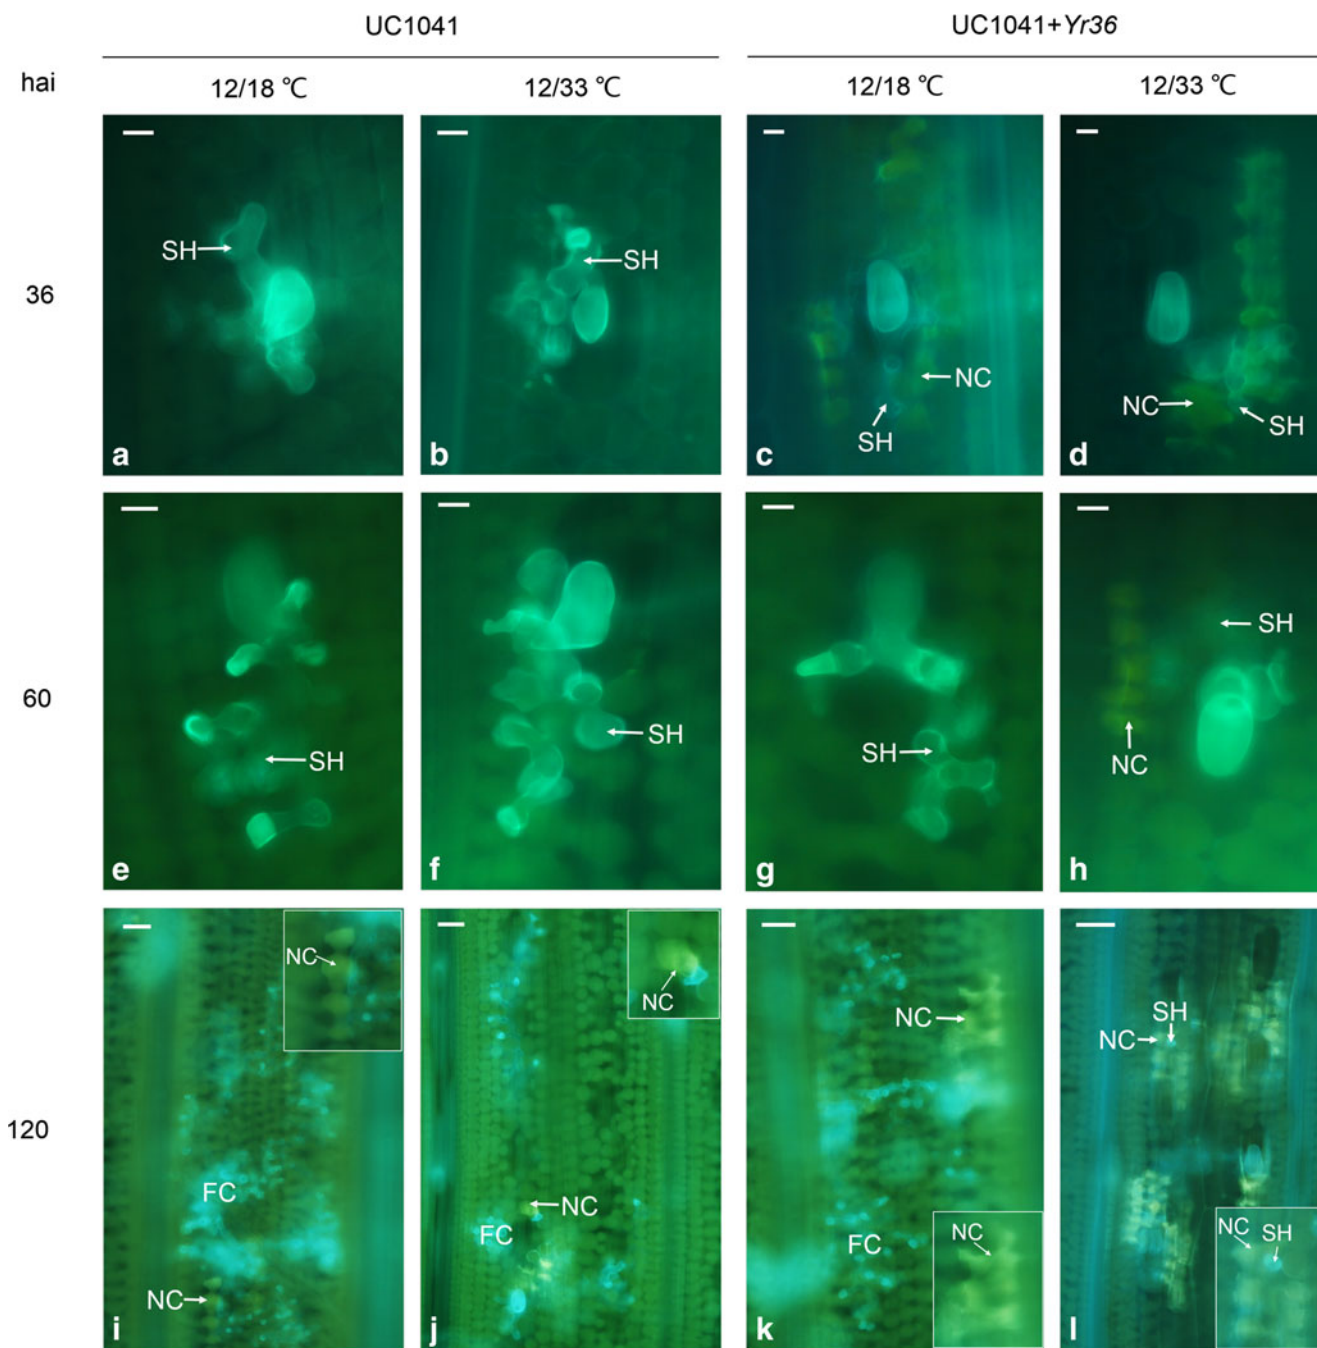 UC1041 UC1041+Yr36
hai 12/18 ℃ 12/33 ℃ 12/18 ℃ 12/33 ℃
36
SH
a
SH
b
NC
SH
c
NC
SH
d
60
SH
e
SH
f
SH
g
SH
NC
h
120
NC
FC
NC
i
NC
NC
FC
j
NC
FC
NC
k
SH
NC
NC SH
l